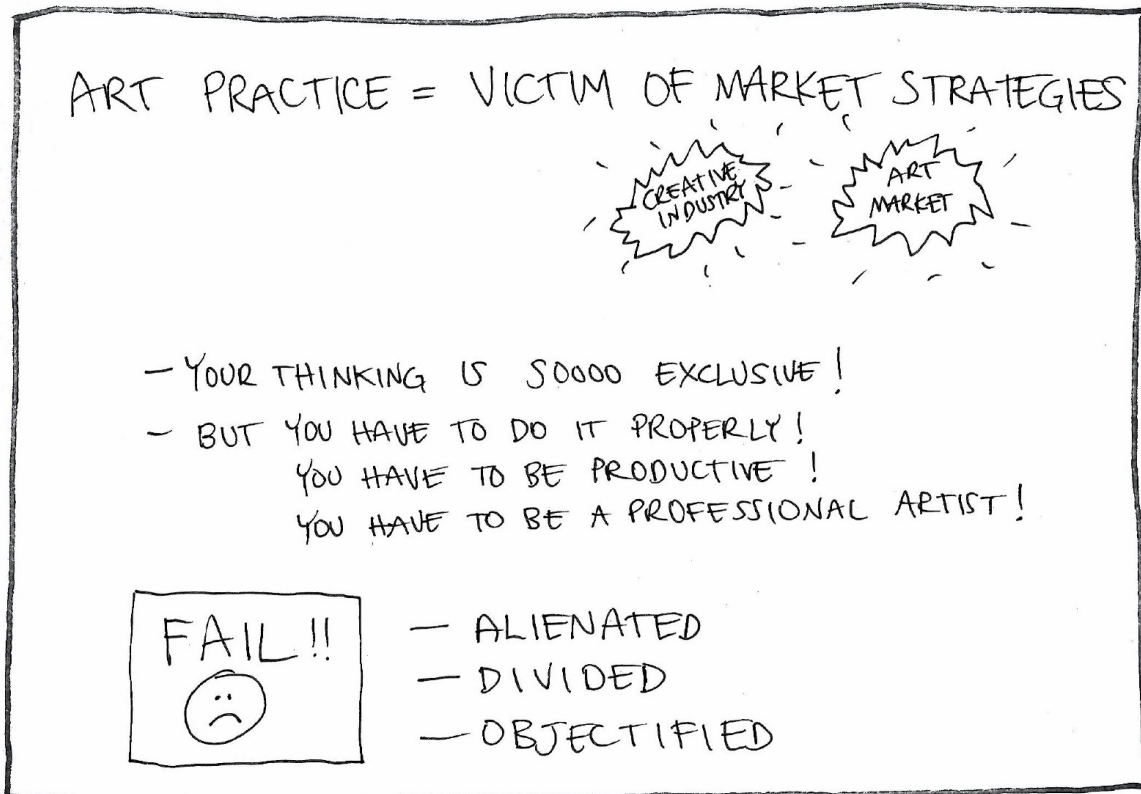 ART PRACTICE = VICTIM OF MARKET STRATEGIES
CREATIVE
INDUSTRY
ART
MARKET
- YOUR THINKING IS SOOOO EXCLUSIVE!
- BUT YOU HAVE TO DO IT PROPERLY!
YOU HAVE TO BE PRODUCTIVE!
YOU HAVE TO BE A PROFESSIONAL ARTIST!
FAIL!!
- ALIENATED
- DIVIDED
- OBJECTIFIED